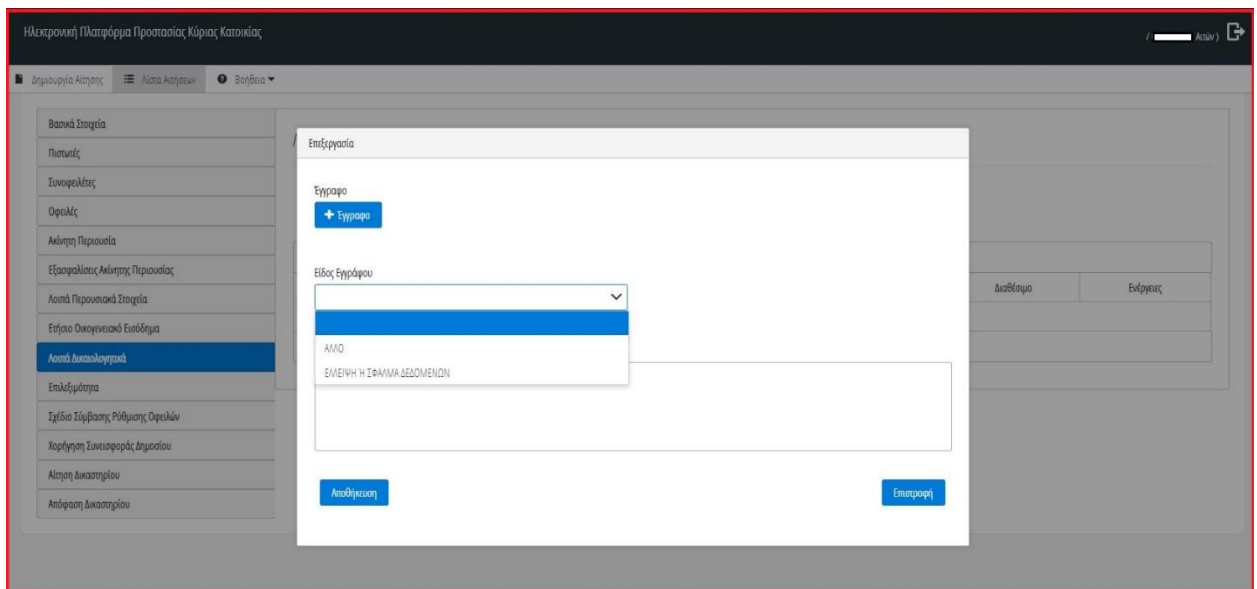 Ηλεκτρονική Πλατφόρμα Προστασίας Κύριας Κατοικίας
/ Αιτών )
Δημιουργία Αίτησης Λίστα Αιτήσεων Βοήθεια
Βασικά Στοιχεία
Πιστωτές
Συνοφειλέτες
Οφειλές
Ακίνητη Περιουσία
Εξασφαλίσεις Ακίνητης Περιουσίας
Λοιπά Περουσιακά Στοιχεία
Ετήσιο Οικογενειακό Εισόδημα
Λοιπά Δικαιολογητικά
Επιλεξιμότητα
Σχέδιο Σύμβασης Ρύθμισης Οφειλών
Χορήγηση Συνεισφοράς Δημοσίου
Αίτηση Δικαστηρίου
Απόφαση Δικαστηρίου
Επεξεργασία
Έγγραφο
+ Έγγραφο
Είδος Εγγράφου
ΑΛΛΟ
ΕΛΛΕΙΨΗ Ή ΣΦΑΛΜΑ ΔΕΔΟΜΕΝΩΝ
Αποθήκευση
Επιστροφή
Διαθέσιμο
Ενέργειες